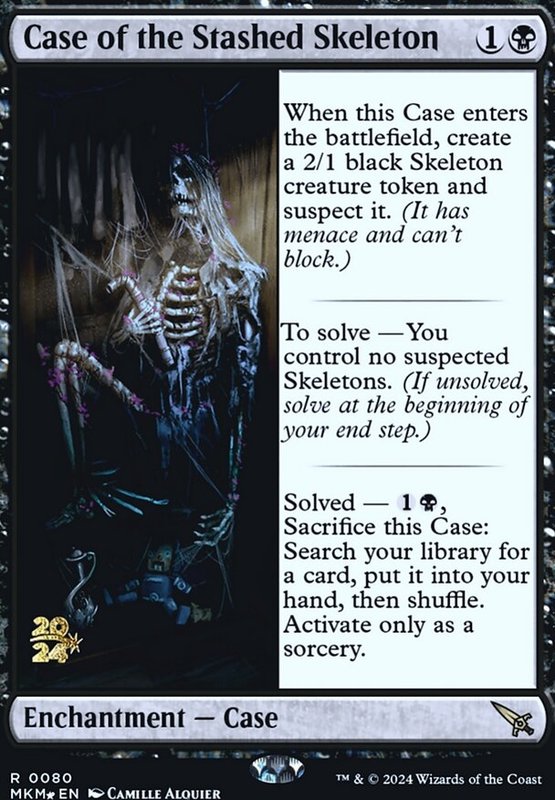 Case of the Stashed Skeleton 1
When this Case enters
the battlefield, create
a 2/1 black Skeleton
creature token and
suspect it. (It has
menace and can't
block.)
To solve —You
control no suspected
Skeletons. (If unsolved,
solve at the beginning of
your end step.)
Solved — 1 ,
Sacrifice this Case:
Search your library for
a card, put it into your
hand, then shuffle.
Activate only as a
sorcery.
20
24
Enchantment — Case
R 0080
MKM★EN CAMILLE ALQUIER
™ & © 2024 Wizards of the Coast